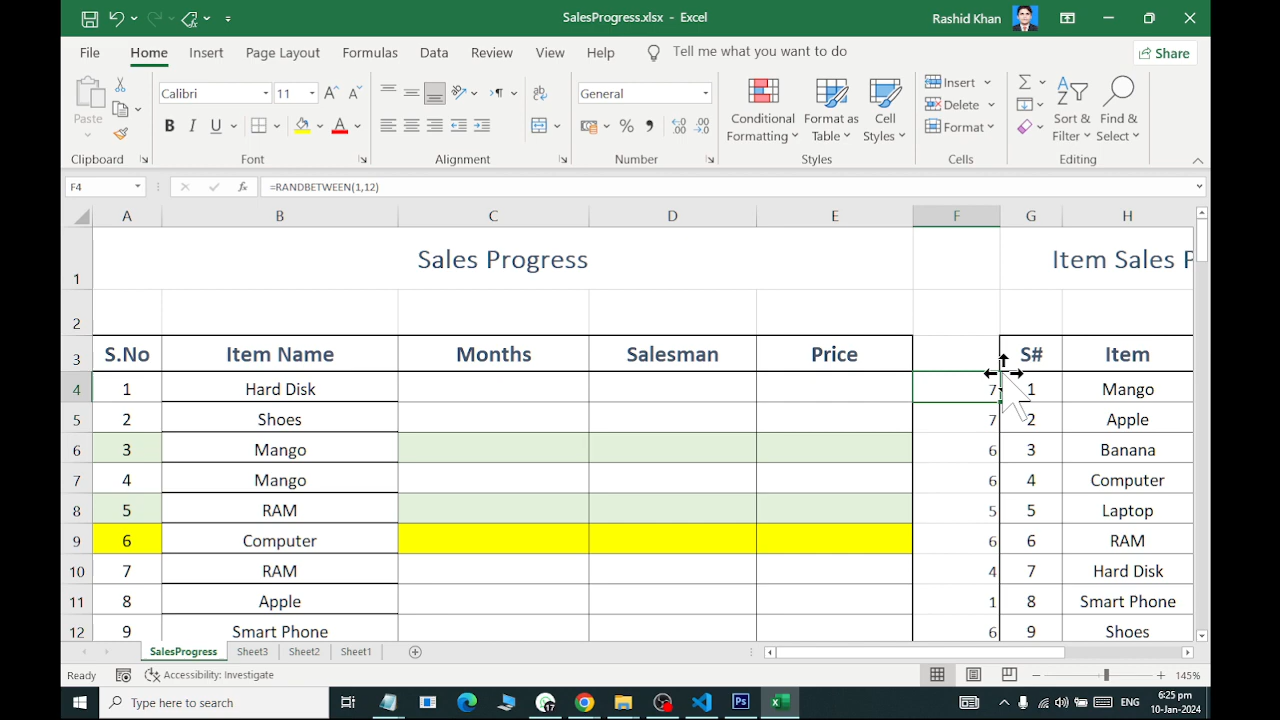 SalesProgress.xlsx - Excel
Rashid Khan
File Home Insert Page Layout Formulas Data Review View Help Tell me what you want to do Share
Paste
Clipboard
Calibri 11
B I U A
Font
Alignment
General
% 9
Number
Conditional Formatting
Format as Table
Cell Styles
Styles
Insert
Delete
Format
Cells
Sort & Filter
Find & Select
Editing
F4 fx =RANDBETWEEN(1,12)
A B C D E F G H
1 Sales Progress Item Sales P
2
3 S.No Item Name Months Salesman Price S# Item
4 1 Hard Disk 7 1 Mango
5 2 Shoes 7 2 Apple
6 3 Mango 6 3 Banana
7 4 Mango 6 4 Computer
8 5 RAM 5 5 Laptop
9 6 Computer 6 6 RAM
10 7 RAM 4 7 Hard Disk
11 8 Apple 1 8 Smart Phone
12 9 Smart Phone 6 9 Shoes
SalesProgress Sheet3 Sheet2 Sheet1
Ready Accessibility: Investigate 145%
Type here to search
17
Ps
ENG
6:25 pm
10-Jan-2024